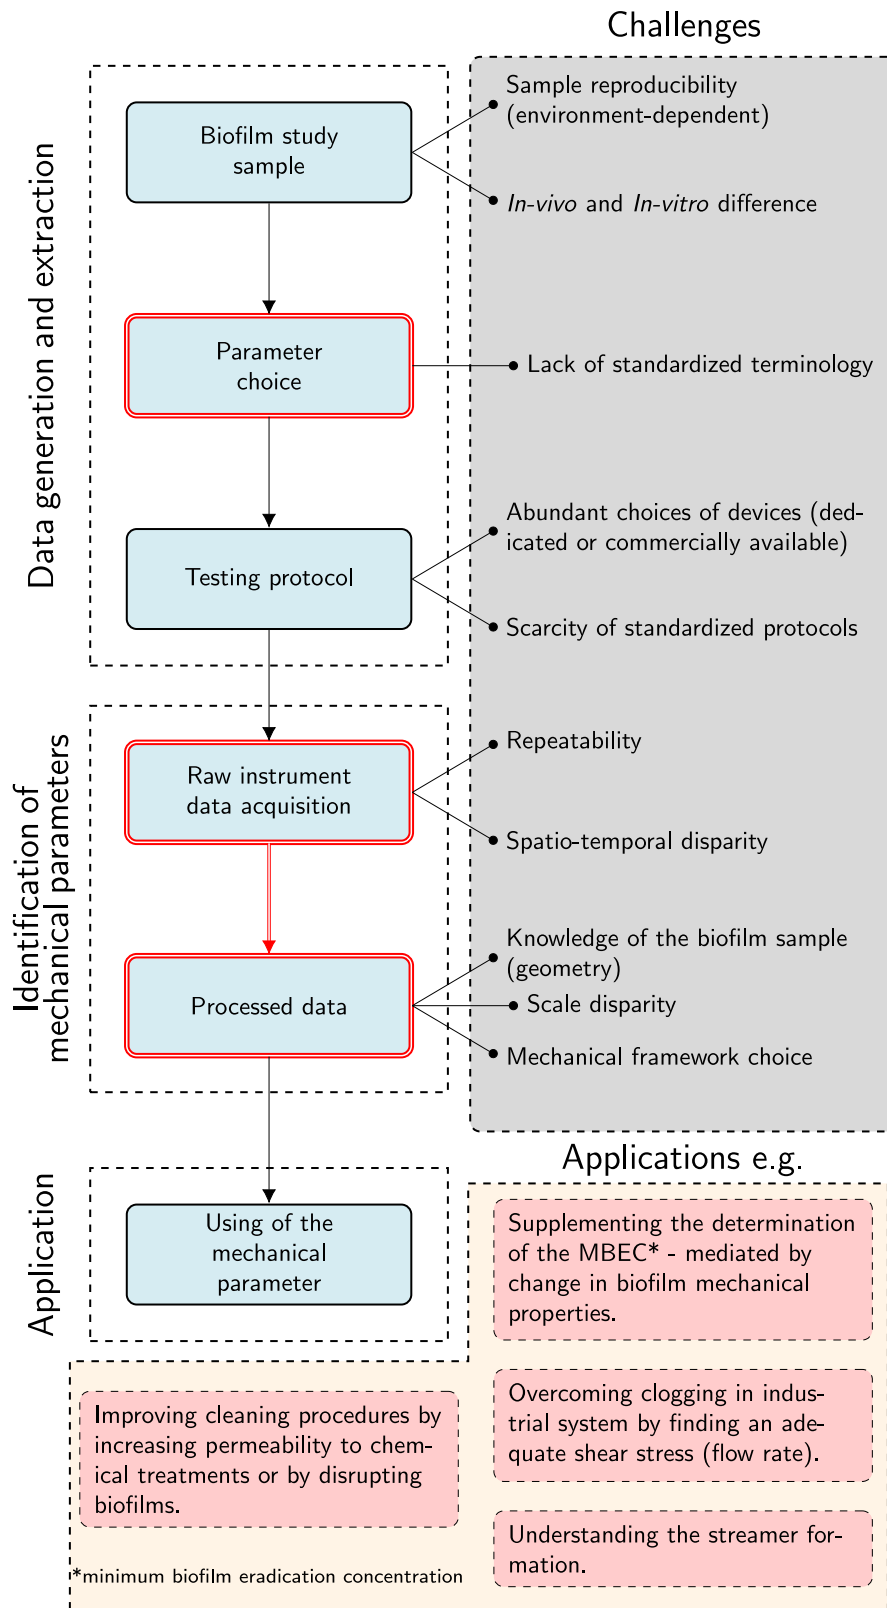 Challenges
Data generation and extraction
Biofilm study
sample
Sample reproducibility
(environment-dependent)
In-vivo and In-vitro difference
Parameter
choice
Lack of standardized terminology
Testing protocol
Abundant choices of devices (ded-
icated or commercially available)
Scarcity of standardized protocols
Identification of
mechanical parameters
Raw instrument
data acquisition
Repeatability
Spatio-temporal disparity
Processed data
Knowledge of the biofilm sample
(geometry)
Scale disparity
Mechanical framework choice
Application
Using of the
mechanical
parameter
Applications e.g.
Supplementing the determination
of the MBEC* - mediated by
change in biofilm mechanical
properties.
Overcoming clogging in indus-
trial system by finding an ade-
quate shear stress (flow rate).
Understanding the streamer for-
mation.
Improving cleaning procedures by
increasing permeability to chem-
ical treatments or by disrupting
biofilms.
*minimum biofilm eradication concentration